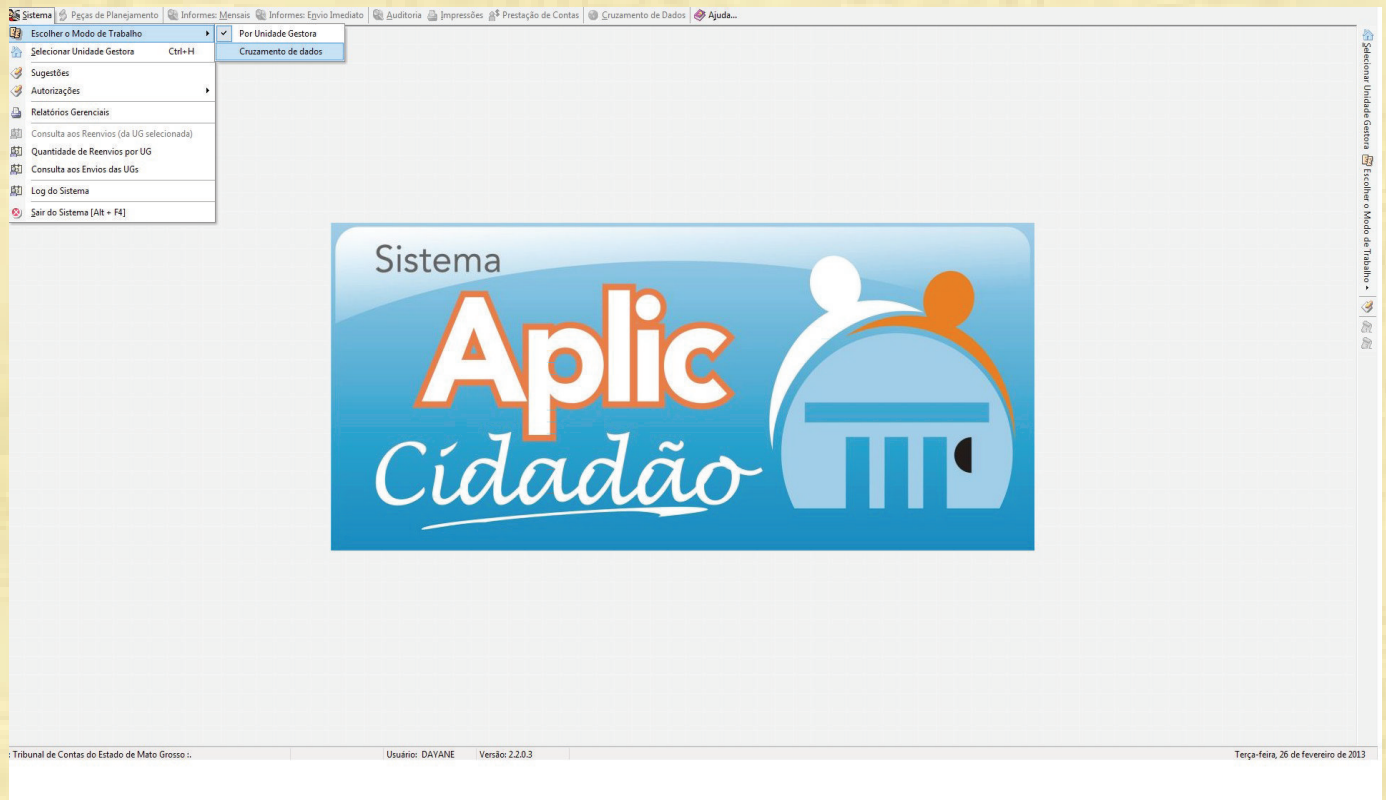 Sistema Peças de Planejamento Informes: Mensais Informes: Envio Imediato Auditoria Impressões Prestação de Contas Cruzamento de Dados Ajuda...
Escolher o Modo de Trabalho
Por Unidade Gestora
Cruzamento de dados
Selecionar Unidade Gestora Ctrl+H
Sugestões
Autorizações
Relatórios Gerenciais
Consulta aos Reenvios (da UG selecionada)
Quantidade de Reenvios por UG
Consulta aos Envios das UGs
Log do Sistema
Sair do Sistema [Alt + F4]
Selecionar Unidade Gestora Escolher o Modo de Trabalho
Sistema
Aplic
Cidadão
: Tribunal de Contas do Estado de Mato Grosso :. Usuário: DAYANE Versão: 2.2.0.3 Terça-feira, 26 de fevereiro de 2013